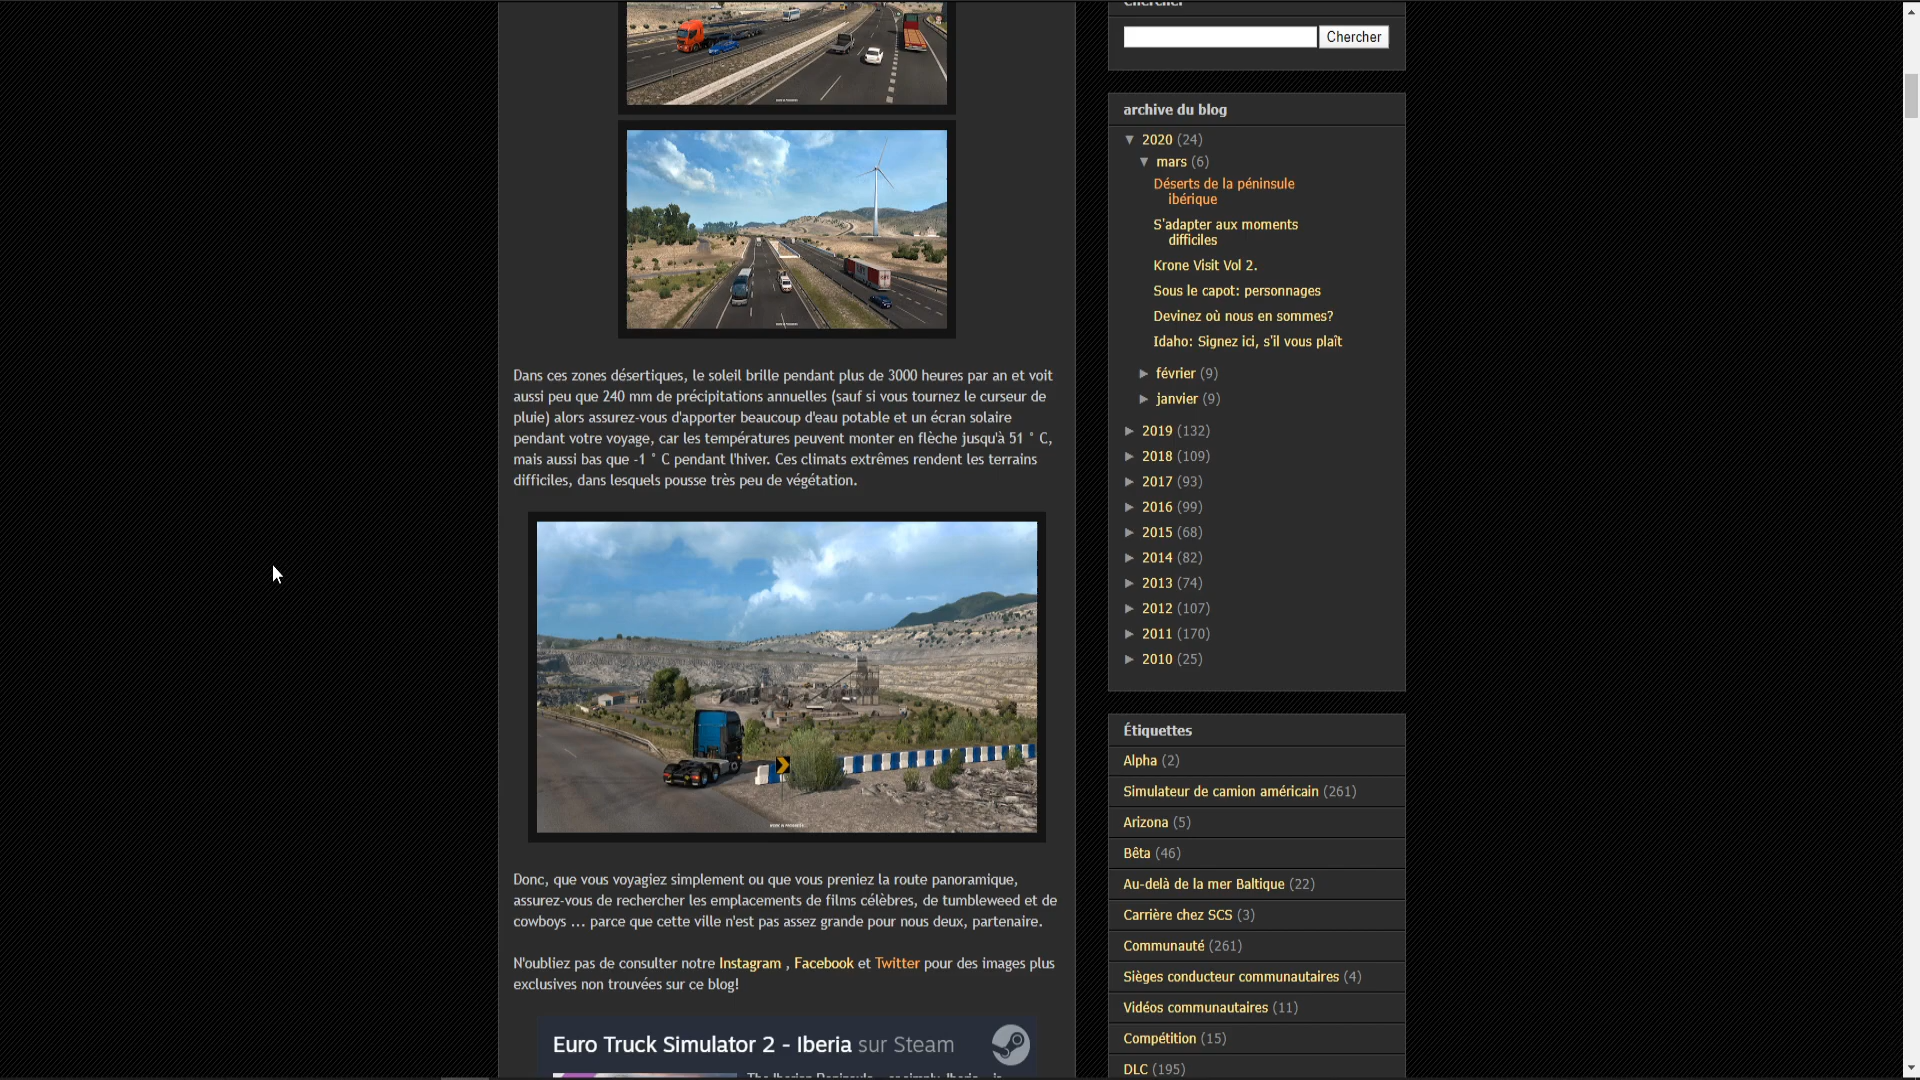 Chercher
Chercher
archive du blog
▼ 2020 (24)
▼ mars (6)
Déserts de la péninsule
ibérique
S'adapter aux moments
difficiles
Krone Visit Vol 2.
Sous le capot: personnages
Devinez où nous en sommes?
Idaho: Signez ici, s'il vous plaît
► février (9)
► janvier (9)
► 2019 (132)
► 2018 (109)
► 2017 (93)
► 2016 (99)
► 2015 (68)
► 2014 (82)
► 2013 (74)
► 2012 (107)
► 2011 (170)
► 2010 (25)
Dans ces zones désertiques, le soleil brille pendant plus de 3000 heures par an et voit
aussi peu que 240 mm de précipitations annuelles (sauf si vous tournez le curseur de
pluie) alors assurez-vous d'apporter beaucoup d'eau potable et un écran solaire
pendant votre voyage, car les températures peuvent monter en flèche jusqu'à 51 ° C,
mais aussi bas que -1 ° C pendant l'hiver. Ces climats extrêmes rendent les terrains
difficiles, dans lesquels pousse très peu de végétation.
Donc, que vous voyagiez simplement ou que vous preniez la route panoramique,
assurez-vous de rechercher les emplacements de films célèbres, de tumbleweed et de
cowboys ... parce que cette ville n'est pas assez grande pour nous deux, partenaire.
N'oubliez pas de consulter notre Instagram , Facebook et Twitter pour des images plus
exclusives non trouvées sur ce blog!
Euro Truck Simulator 2 - Iberia sur Steam
Étiquettes
Alpha (2)
Simulateur de camion américain (261)
Arizona (5)
Bêta (46)
Au-delà de la mer Baltique (22)
Carrière chez SCS (3)
Communauté (261)
Sièges conducteur communautaires (4)
Vidéos communautaires (11)
Compétition (15)
DLC (195)